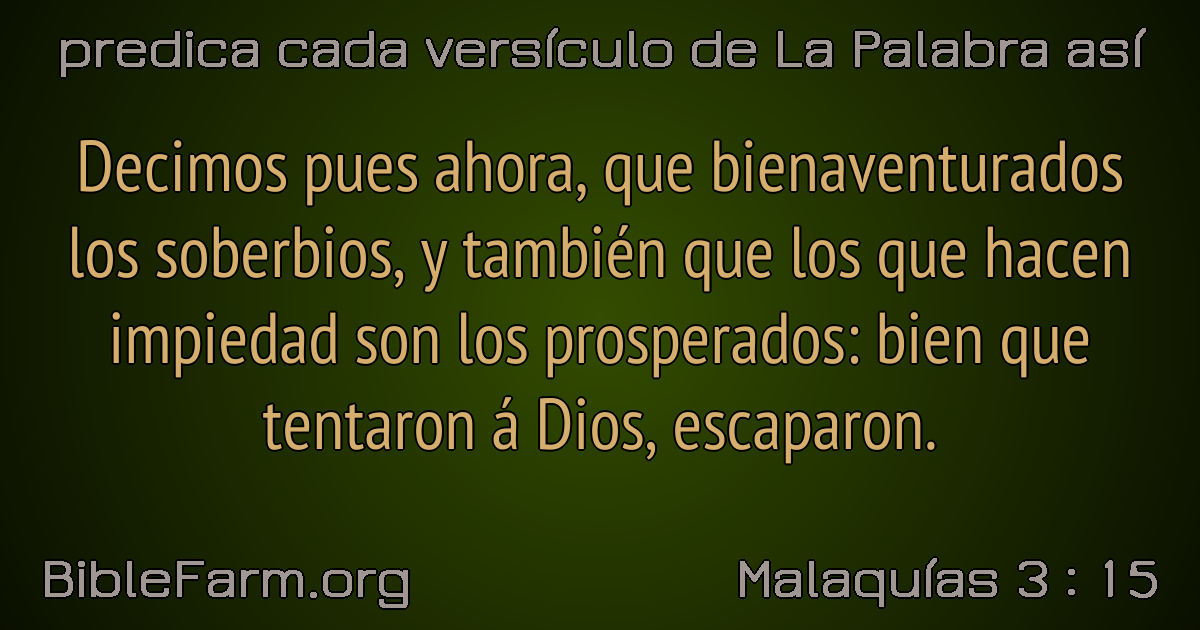 predica cada versículo de La Palabra así
Decimos pues ahora, que bienaventurados
los soberbios, y también que los que hacen
impiedad son los prosperados: bien que
tentaron á Dios, escaparon.
BibleFarm.org
Malaquías 3 : 15